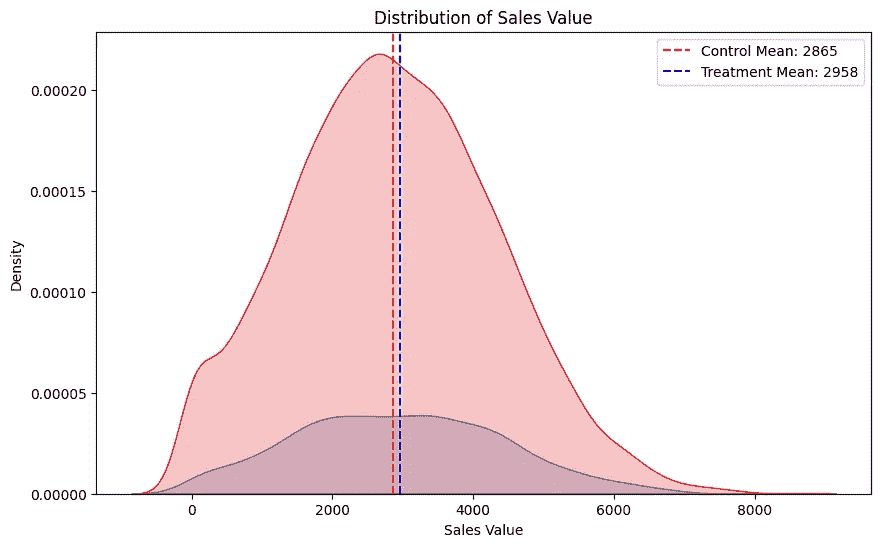 Distribution of Sales Value
Control Mean: 2865
Treatment Mean: 2958
0.00020
0.00015
0.00010
0.00005
0.00000
Density
0
2000
4000
6000
8000
Sales Value